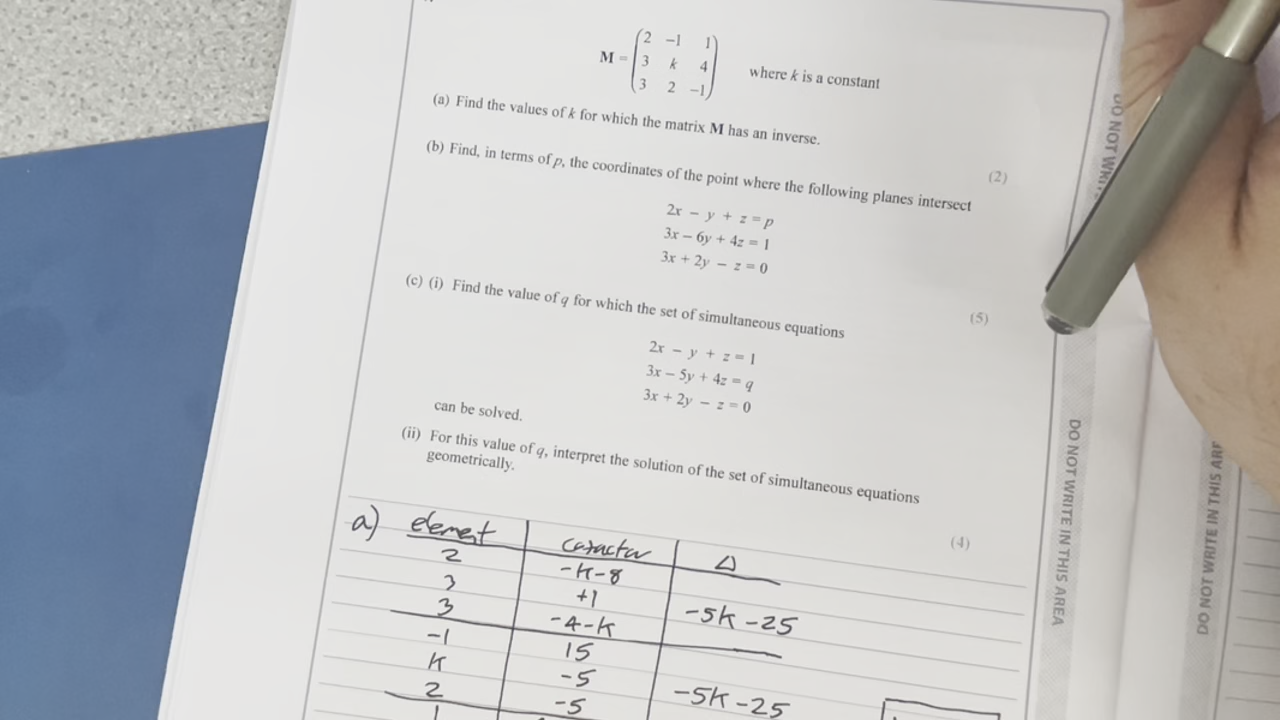 M = (2 -1 1
3 k 4
3 2 -1) where k is a constant
(a) Find the values of k for which the matrix M has an inverse.
(2)
(b) Find, in terms of p, the coordinates of the point where the following planes intersect
2x - y + z = p
3x - 6y + 4z = 1
3x + 2y - z = 0
(5)
(c) (i) Find the value of q for which the set of simultaneous equations
2x - y + z = 1
3x - 5y + 4z = q
3x + 2y - z = 0
can be solved.
(ii) For this value of q, interpret the solution of the set of simultaneous equations
geometrically.
(4)
a) element cofactor Δ
2 -K-8
3 +1
3 -4-K -5K-25
-1 15
K -5
2 -5 -5K-25
1
DO NOT WRITE IN THIS AREA
DO NOT WRITE IN THIS AREA